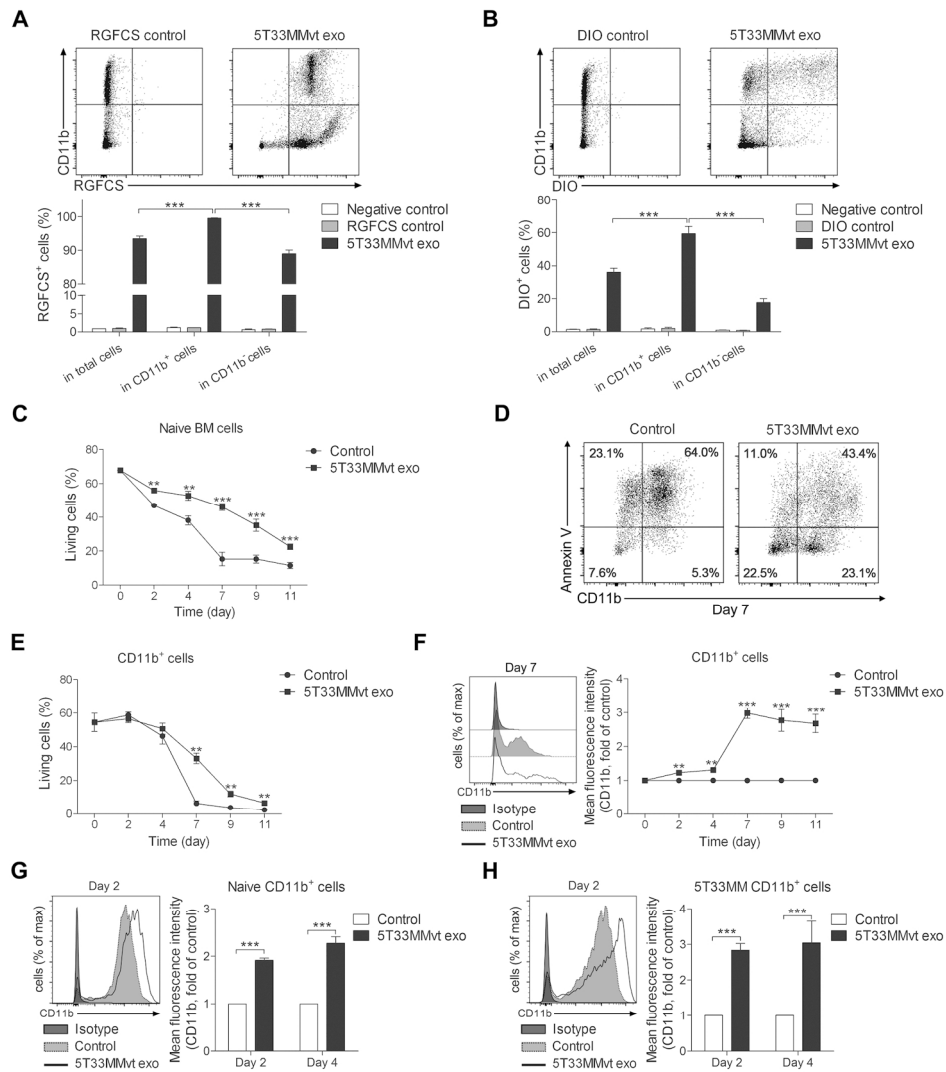 A
RGFCS control
5T33MMvt exo
CD11b
RGFCS
RGFCS⁺ cells (%)
100
90
80
10
5
0
***
***
Negative control
RGFCS control
5T33MMvt exo
in total cells
in CD11b⁺ cells
in CD11b⁻ cells
B
DIO control
5T33MMvt exo
CD11b
DIO
DIO⁺ cells (%)
80
60
40
20
0
***
***
Negative control
DIO control
5T33MMvt exo
in total cells
in CD11b⁺ cells
in CD11b⁻ cells
C
Naive BM cells
Control
5T33MMvt exo
Living cells (%)
80
60
40
20
0
** ** *** *** ***
0 2 4 7 9 11
Time (day)
D
Control
5T33MMvt exo
23.1% 64.0%
11.0% 43.4%
7.6% 5.3%
22.5% 23.1%
Annexin V
CD11b
Day 7
E
CD11b⁺ cells
Control
5T33MMvt exo
Living cells (%)
80
60
40
20
0
** ** **
0 2 4 7 9 11
Time (day)
F
Day 7
cells (% of max)
CD11b
Isotype
Control
5T33MMvt exo
CD11b⁺ cells
Control
5T33MMvt exo
Mean fluorescence intensity
(CD11b, fold of control)
4
3
2
1
0
** ** *** *** ***
0 2 4 7 9 11
Time (day)
G
Day 2
cells (% of max)
CD11b
Isotype
Control
5T33MMvt exo
Naive CD11b⁺ cells
Mean fluorescence intensity
(CD11b, fold of control)
3
2
1
0
*** ***
Day 2 Day 4
Control
5T33MMvt exo
H
Day 2
cells (% of max)
CD11b
Isotype
Control
5T33MMvt exo
5T33MM CD11b⁺ cells
Mean fluorescence intensity
(CD11b, fold of control)
4
3
2
1
0
*** ***
Day 2 Day 4
Control
5T33MMvt exo